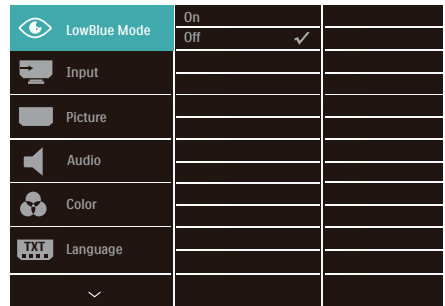 LowBlue Mode
On
Off
Input
Picture
Audio
Color
TXT
Language